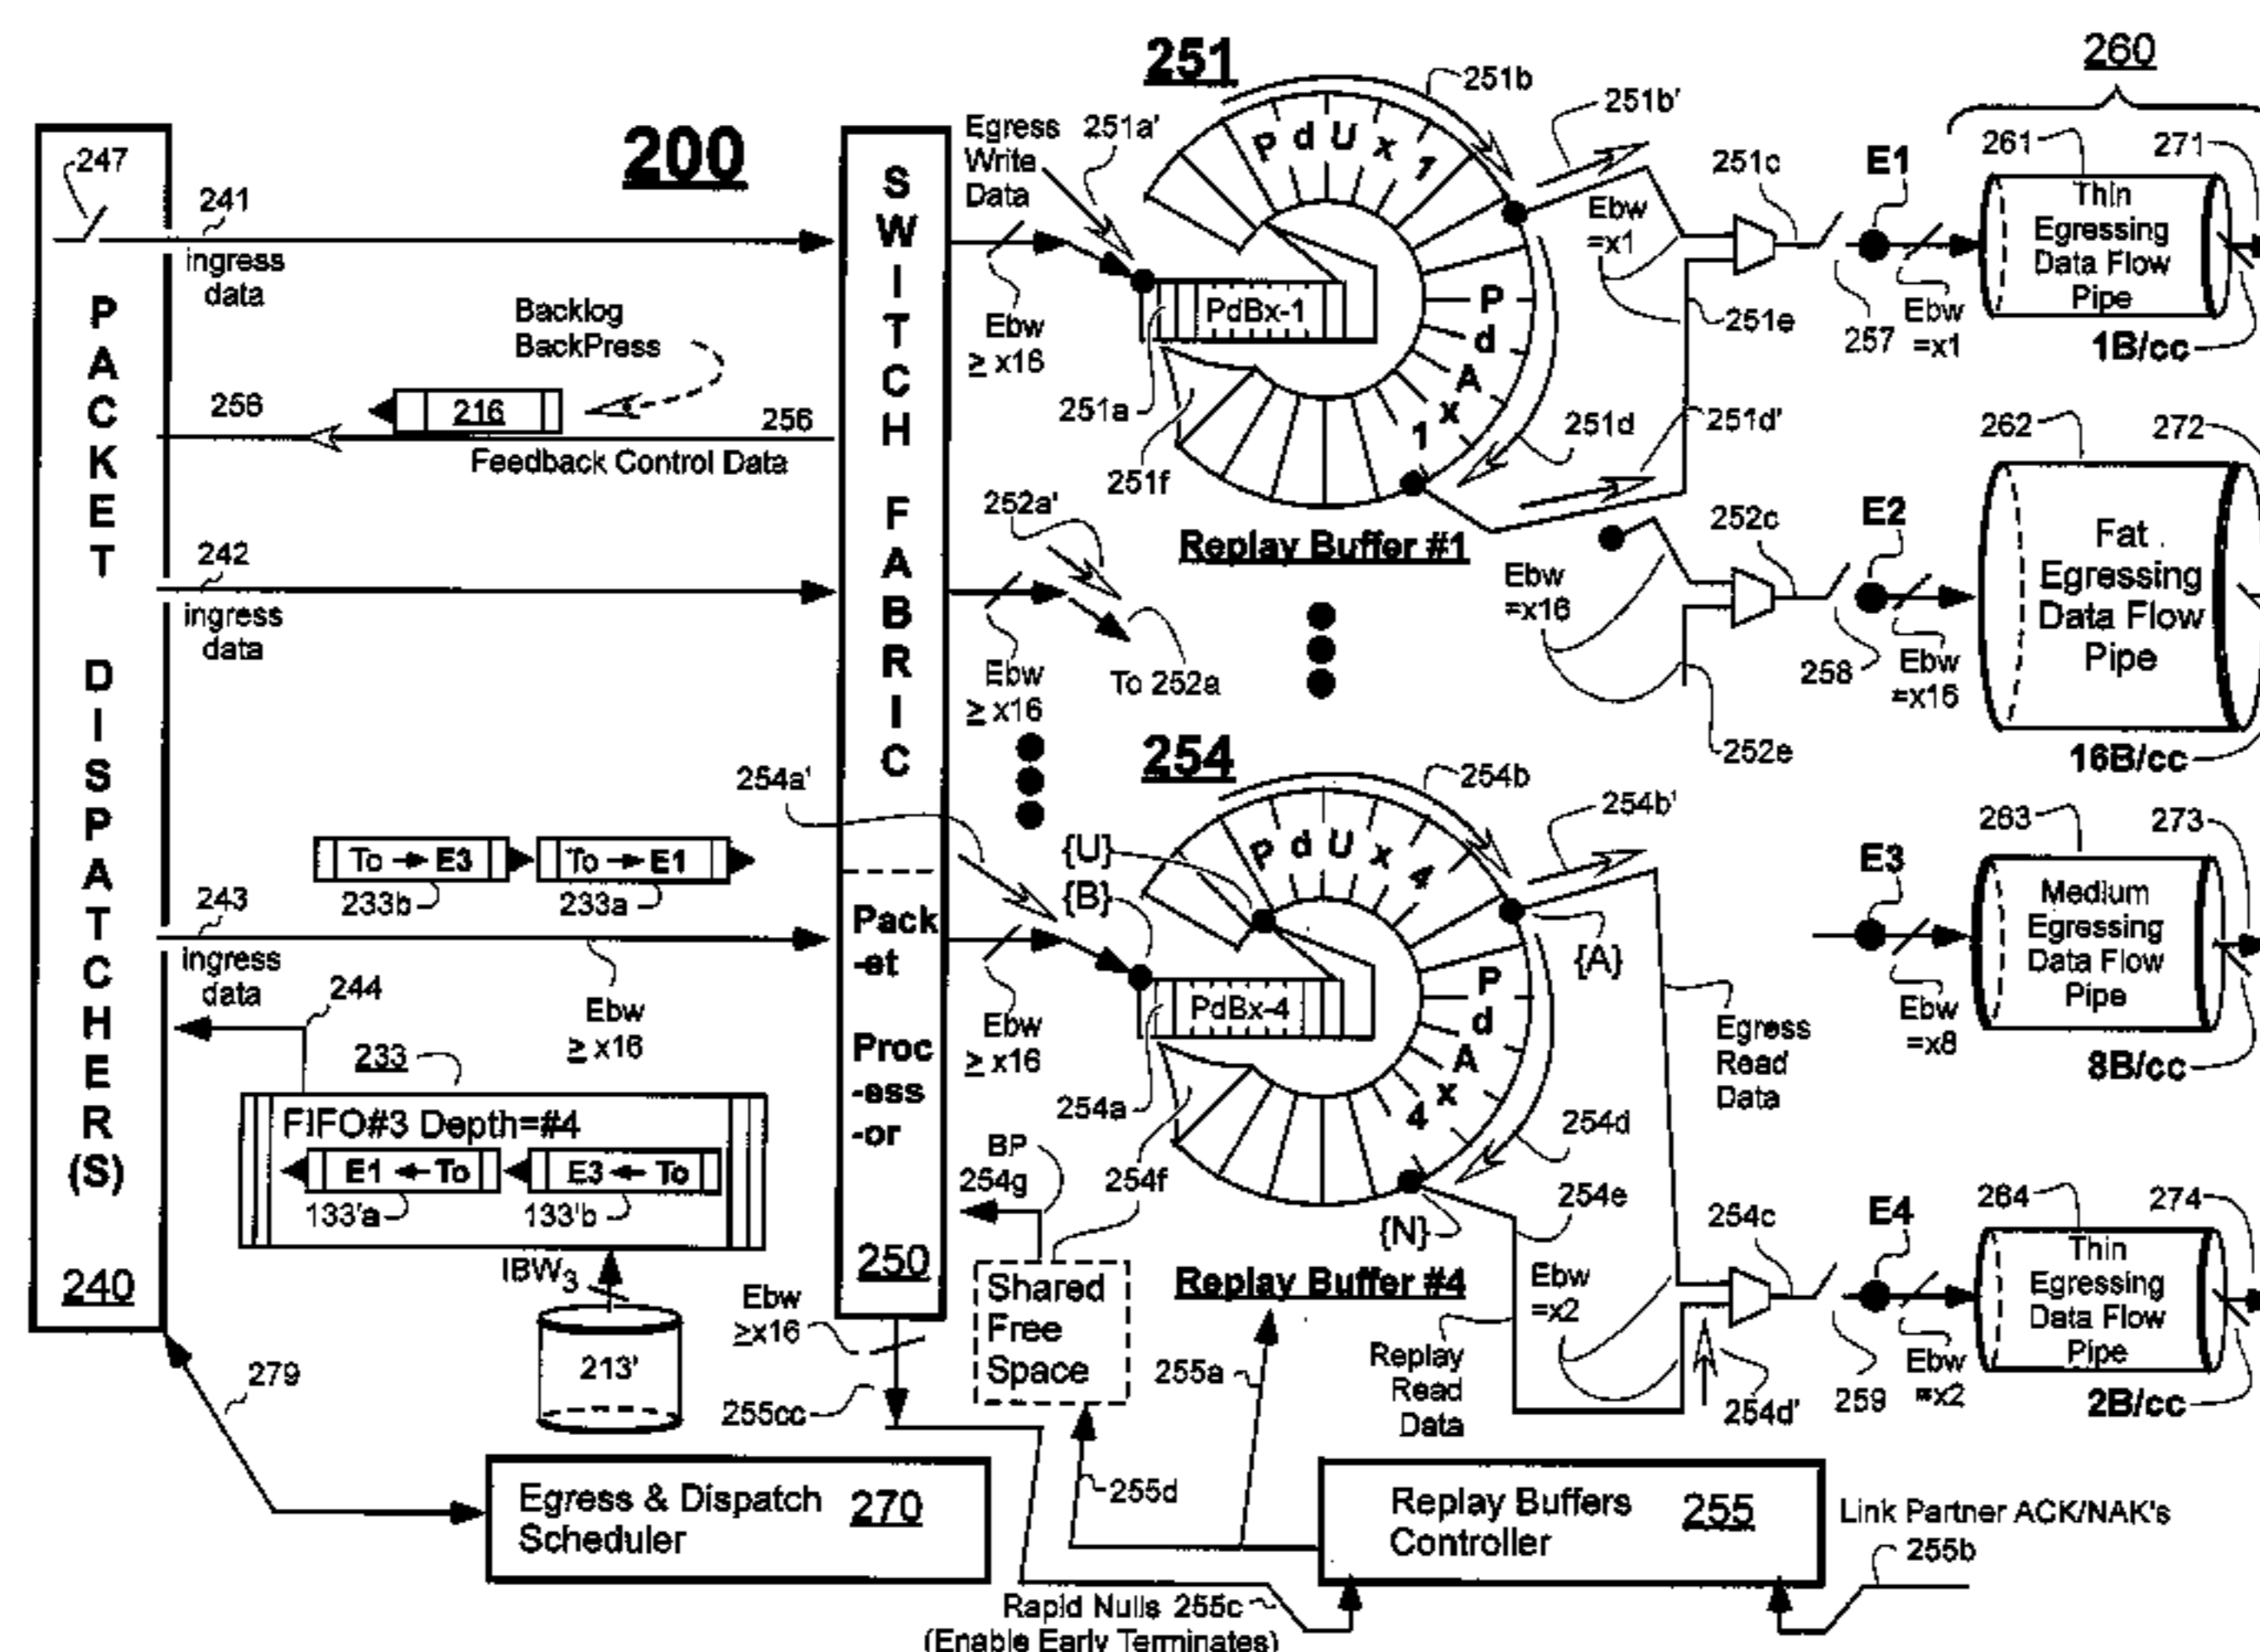 200
251
260
247
241
ingress
data
PACKET DISPATCHER(S)
240
SWITCH FABRIC
Pack
-et
Proc
-ess
-or
250
Backlog
BackPress
256
216
256
Feedback Control Data
242
ingress
data
To → E3
To → E1
233b
233a
243
ingress
data
244
Ebw
≥ x16
233
FIFO#3 Depth=#4
E1 ← To
E3 ← To
133'a
133'b
IBW3
213'
279
Egress & Dispatch
Scheduler
270
Ebw
≥x16
255cc
Egress
Write
Data
251a'
Ebw
≥ x16
251a
251f
PdBx-1
PdUx1
PdAx1
251b
251b'
251d
251d'
Ebw
=x1
251c
251e
E1
257
Ebw
=x1
261
271
Thin
Egressing
Data Flow
Pipe
1B/cc
Replay Buffer #1
252a'
To 252a
Ebw
≥ x16
Ebw
=x16
252c
252e
E2
258
Ebw
=x16
262
272
Fat
Egressing
Data Flow
Pipe
16B/cc
254
254a'
{U}
{B}
Ebw
≥ x16
254a
PdBx-4
PdUx4
PdAx4
254b
254b'
{A}
Egress
Read
Data
254d
254e
{N}
E3
Ebw
=x8
263
273
Medium
Egressing
Data Flow
Pipe
8B/cc
BP
254g
254f
Shared
Free
Space
Replay Buffer #4
Ebw
=x2
Replay
Read
Data
254c
254d'
E4
259
Ebw
=x2
264
274
Thin
Egressing
Data Flow
Pipe
2B/cc
255a
255d
Replay Buffers
Controller
255
Link Partner ACK/NAK's
255b
Rapid Nulls 255c
(Enable Early Terminates)